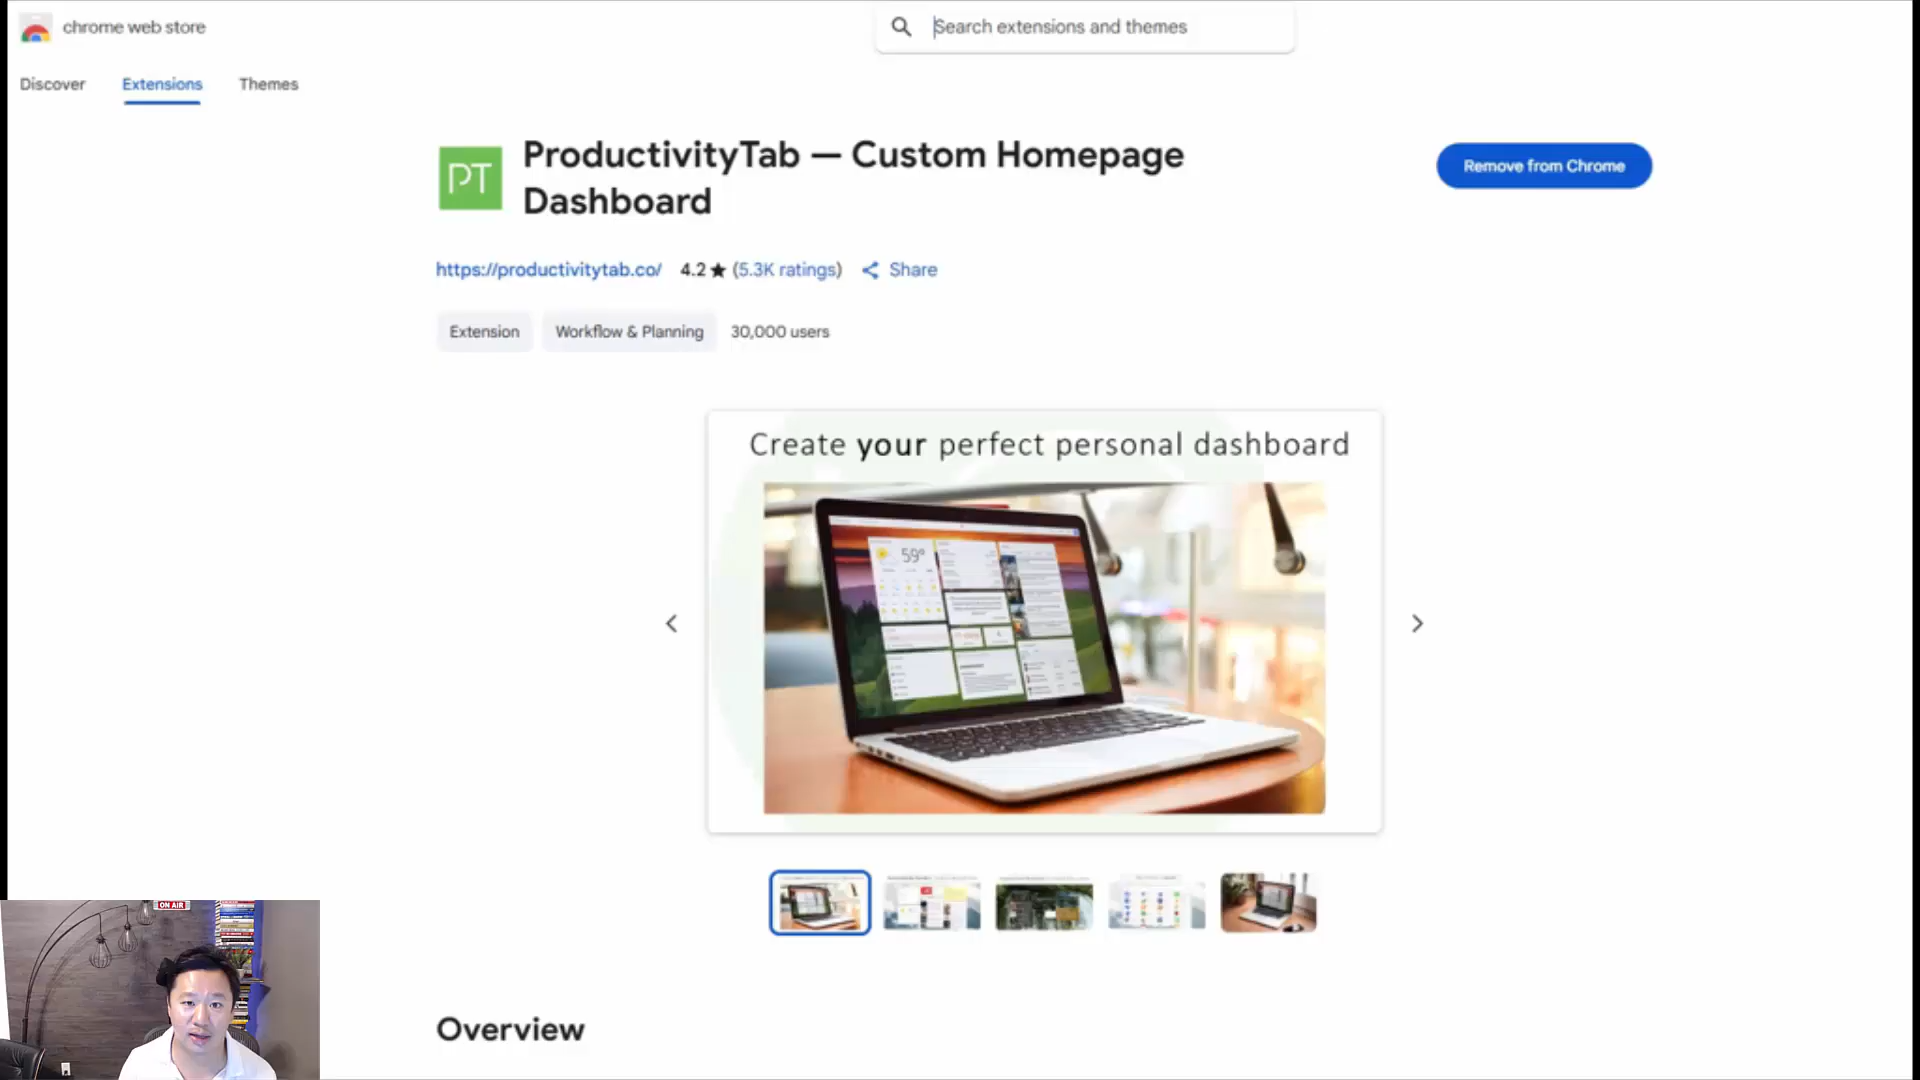 chrome web store
Search extensions and themes
Discover
Extensions
Themes
PT
ProductivityTab — Custom Homepage
Dashboard
Remove from Chrome
https://productivitytab.co/
4.2 ★ (5.3K ratings)
Share
Extension
Workflow & Planning
30,000 users
Create your perfect personal dashboard
59°
ON AIR
Overview